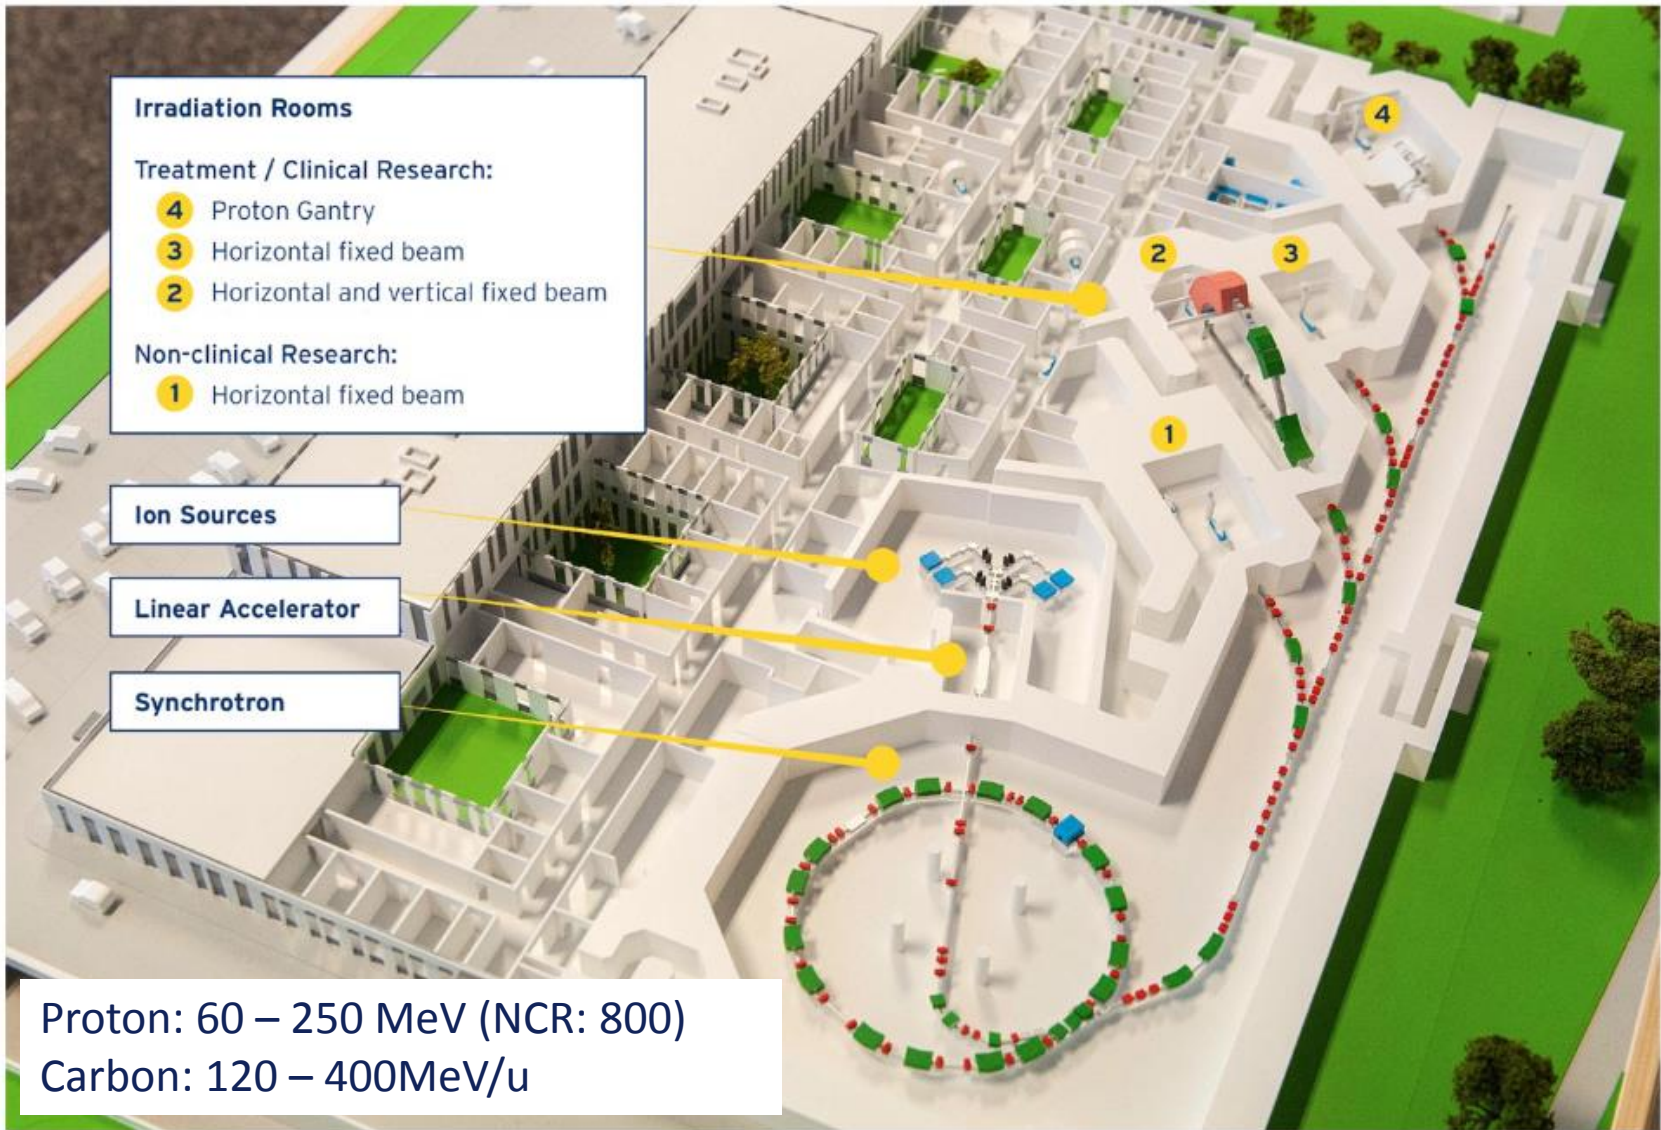 Irradiation Rooms
Treatment / Clinical Research:
4 Proton Gantry
3 Horizontal fixed beam
2 Horizontal and vertical fixed beam
Non-clinical Research:
1 Horizontal fixed beam
Ion Sources
Linear Accelerator
Synchrotron
4
2
3
1
Proton: 60 – 250 MeV (NCR: 800)
Carbon: 120 – 400MeV/u